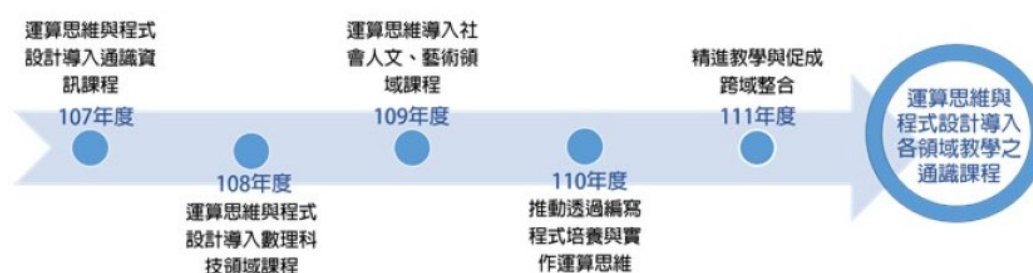 運算思維與程式
設計導入通識資
訊課程
107年度
108年度
運算思維與程式
設計導入數理科
技領域課程
運算思維導入社
會人文、藝術領
域課程
109年度
110年度
推動透過編寫
程式培養與實
作運算思維
精進教學與促成
跨域整合
111年度
運算思維與
程式設計導入
各領域教學之
通識課程